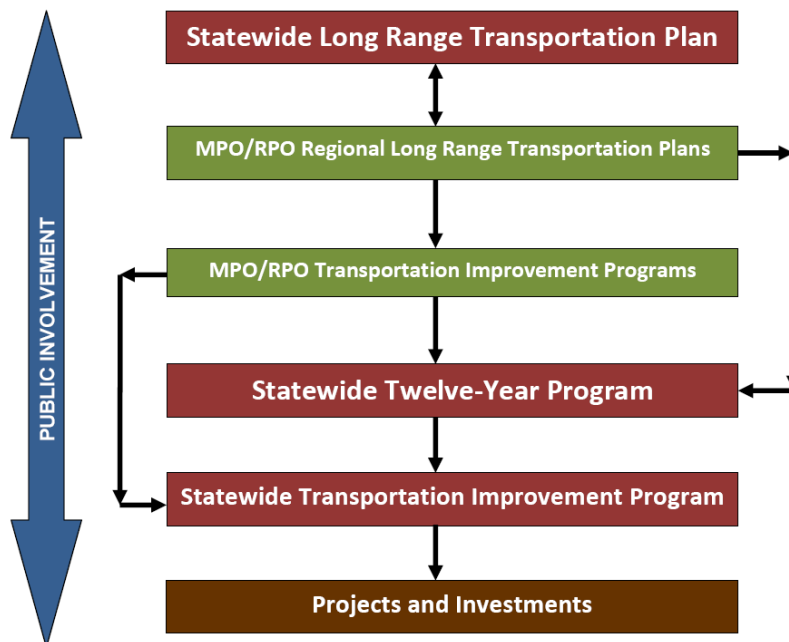 Statewide Long Range Transportation Plan
MPO/RPO Regional Long Range Transportation Plans
MPO/RPO Transportation Improvement Programs
Statewide Twelve-Year Program
Statewide Transportation Improvement Program
Projects and Investments
PUBLIC INVOLVEMENT